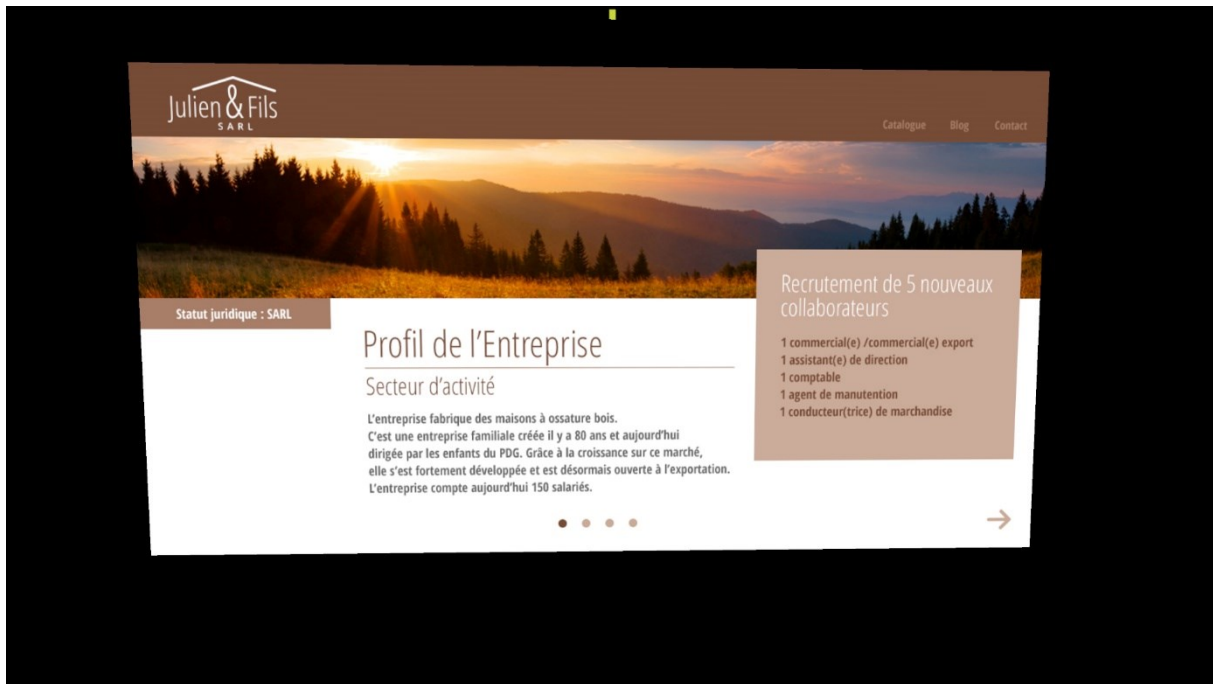 Julien & Fils
SARL
Catalogue Blog Contact
Statut juridique : SARL
Profil de l'Entreprise
Secteur d'activité
L'entreprise fabrique des maisons à ossature bois.
C'est une entreprise familiale créée il y a 80 ans et aujourd'hui
dirigée par les enfants du PDG. Grâce à la croissance sur ce marché,
elle s'est fortement développée et est désormais ouverte à l'exportation.
L'entreprise compte aujourd'hui 150 salariés.
Recrutement de 5 nouveaux
collaborateurs
1 commercial(e) /commercial(e) export
1 assistant(e) de direction
1 comptable
1 agent de manutention
1 conducteur(trice) de marchandise